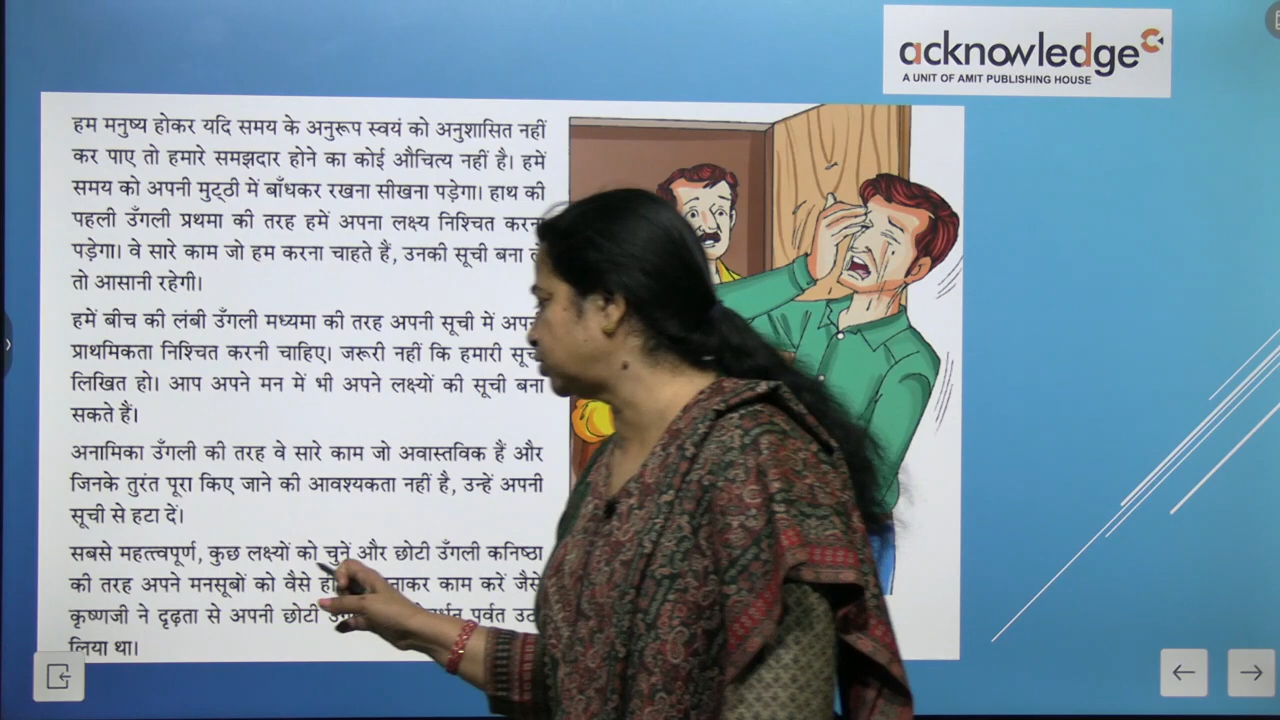 acknowledge
A UNIT OF AMIT PUBLISHING HOUSE
हम मनुष्य होकर यदि समय के अनुरूप स्वयं को अनुशासित नहीं
कर पाए तो हमारे समझदार होने का कोई औचित्य नहीं है। हमें
समय को अपनी मुट्ठी में बाँधकर रखना सीखना पड़ेगा। हाथ की
पहली उँगली प्रथमा की तरह हमें अपना लक्ष्य निश्चित
पड़ेगा। वे सारे काम जो हम करना चाहते हैं, उनकी सूची बना
तो आसानी रहेगी।
हमें बीच की लंबी उँगली मध्यमा की तरह अपनी सूची में
प्राथमिकता निश्चित करनी चाहिए। जरूरी नहीं कि हमारी
लिखित हो। आप अपने मन में भी अपने लक्ष्यों की सूची बना
सकते हैं।
अनामिका उँगली की तरह वे सारे काम जो अवास्तविक हैं और
जिनके तुरंत पूरा किए जाने की आवश्यकता नहीं है, उन्हें अपनी
सूची से हटा दें।
सबसे महत्त्वपूर्ण, कुछ लक्ष्यों को चुनें और छोटी उँगली कनिष्ठा
की तरह अपने मनसूबों को वैसे काम करें जैसे
कृष्णजी ने दृढ़ता से अपनी छोटी पर्वत
लिया था।